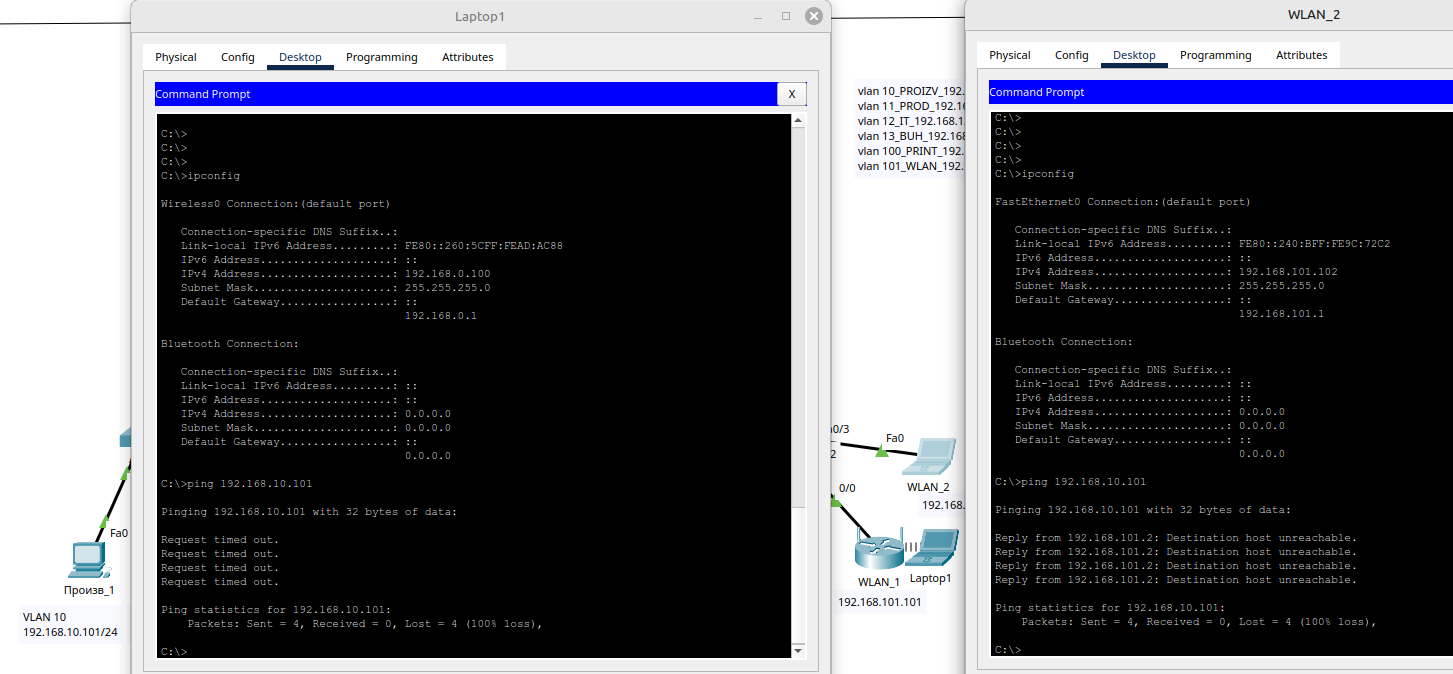 Laptop1
Physical Config Desktop Programming Attributes
Command Prompt
X
C:\>
C:\>
C:\>
C:\>ipconfig
Wireless0 Connection:(default port)
Connection-specific DNS Suffix..:
Link-local IPv6 Address.........: FE80::260:5CFF:FEAD:AC88
IPv6 Address....................: ::
IPv4 Address....................: 192.168.0.100
Subnet Mask.....................: 255.255.255.0
Default Gateway.................: ::
192.168.0.1
Bluetooth Connection:
Connection-specific DNS Suffix..:
Link-local IPv6 Address.........: ::
IPv6 Address....................: ::
IPv4 Address....................: 0.0.0.0
Subnet Mask.....................: 0.0.0.0
Default Gateway.................: ::
0.0.0.0
C:\>ping 192.168.10.101
Pinging 192.168.10.101 with 32 bytes of data:
Request timed out.
Request timed out.
Request timed out.
Request timed out.
Ping statistics for 192.168.10.101:
Packets: Sent = 4, Received = 0, Lost = 4 (100% loss),
C:\>
Fa0
Произв_1
VLAN 10
192.168.10.101/24
vlan 10_PROIZV_192.
vlan 11_PROD_192.16
vlan 12_IT_192.168.1
vlan 13_BUH_192.168
vlan 100_PRINT_192.
vlan 101_WLAN_192.
a0/3
2
Fa0
WLAN_2
192.168.
0/0
WLAN_1
Laptop1
192.168.101.101
WLAN_2
Physical Config Desktop Programming Attributes
Command Prompt
C:\>
C:\>
C:\>
C:\>
C:\>ipconfig
FastEthernet0 Connection:(default port)
Connection-specific DNS Suffix..:
Link-local IPv6 Address.........: FE80::240:BFF:FE9C:72C2
IPv6 Address....................: ::
IPv4 Address....................: 192.168.101.102
Subnet Mask.....................: 255.255.255.0
Default Gateway.................: ::
192.168.101.1
Bluetooth Connection:
Connection-specific DNS Suffix..:
Link-local IPv6 Address.........: ::
IPv6 Address....................: ::
IPv4 Address....................: 0.0.0.0
Subnet Mask.....................: 0.0.0.0
Default Gateway.................: ::
0.0.0.0
C:\>ping 192.168.10.101
Pinging 192.168.10.101 with 32 bytes of data:
Reply from 192.168.101.2: Destination host unreachable.
Reply from 192.168.101.2: Destination host unreachable.
Reply from 192.168.101.2: Destination host unreachable.
Reply from 192.168.101.2: Destination host unreachable.
Ping statistics for 192.168.10.101:
Packets: Sent = 4, Received = 0, Lost = 4 (100% loss),
C:\>